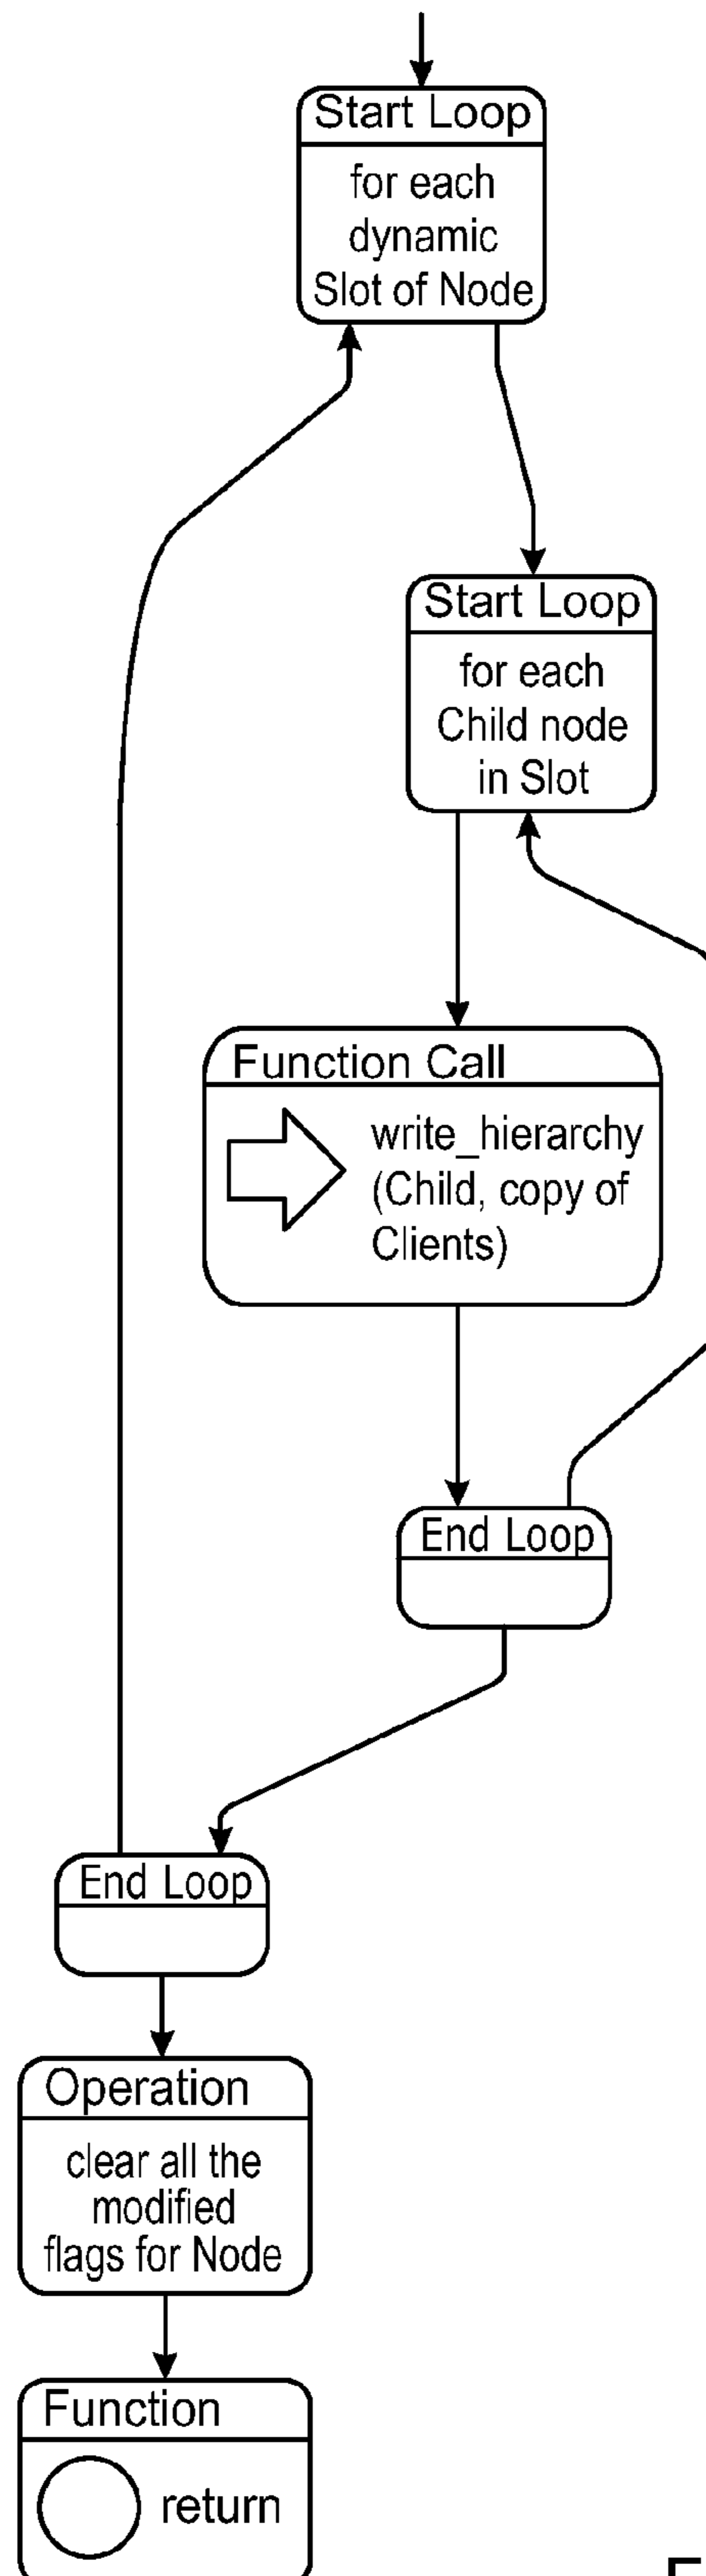 Start Loop
for each
dynamic
Slot of Node
Start Loop
for each
Child node
in Slot
Function Call
write_hierarchy
(Child, copy of
Clients)
End Loop
End Loop
Operation
clear all the
modified
flags for Node
Function
return